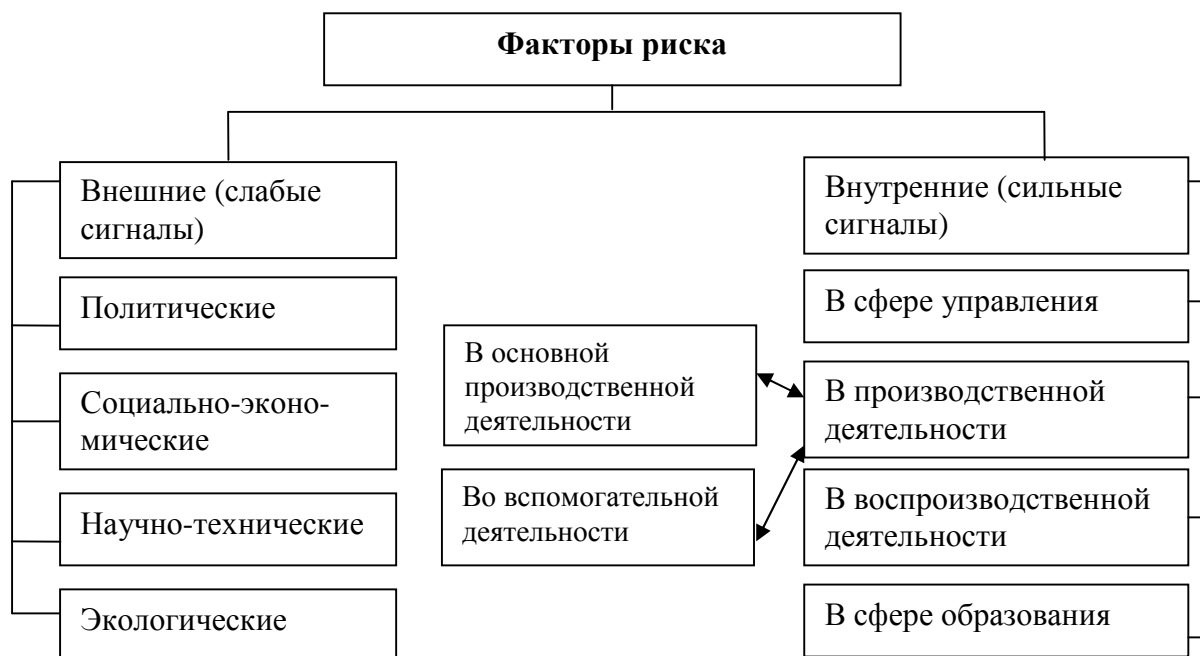 Факторы риска
Внешние (слабые
сигналы)
Политические
Социально-эконо-
мические
Научно-технические
Экологические
В основной
производственной
деятельности
Во вспомогательной
деятельности
Внутренние (сильные
сигналы)
В сфере управления
В производственной
деятельности
В воспроизводственной
деятельности
В сфере образования